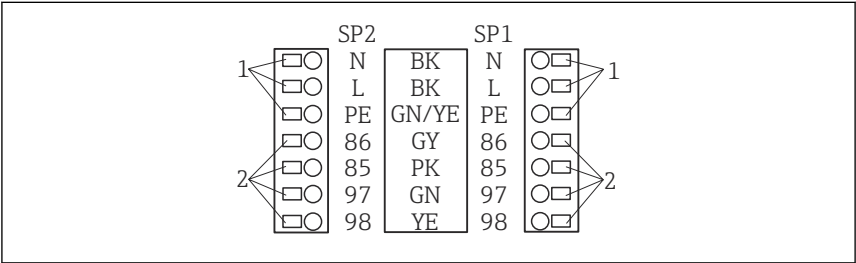 SP2 SP1
1 N BK N 1
L BK L
PE GN/YE PE
86 GY 86
2 85 PK 85 2
97 GN 97
98 YE 98